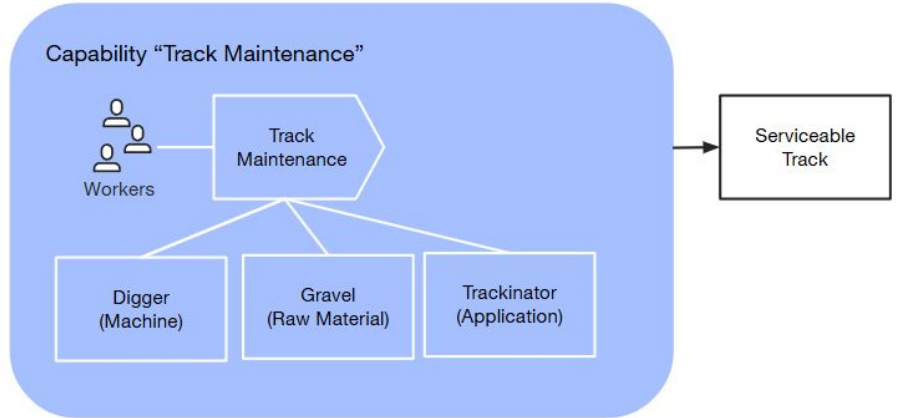 Capability “Track Maintenance”
Track
Maintenance
Workers
Serviceable
Track
Digger
(Machine)
Gravel
(Raw Material)
Trackinator
(Application)